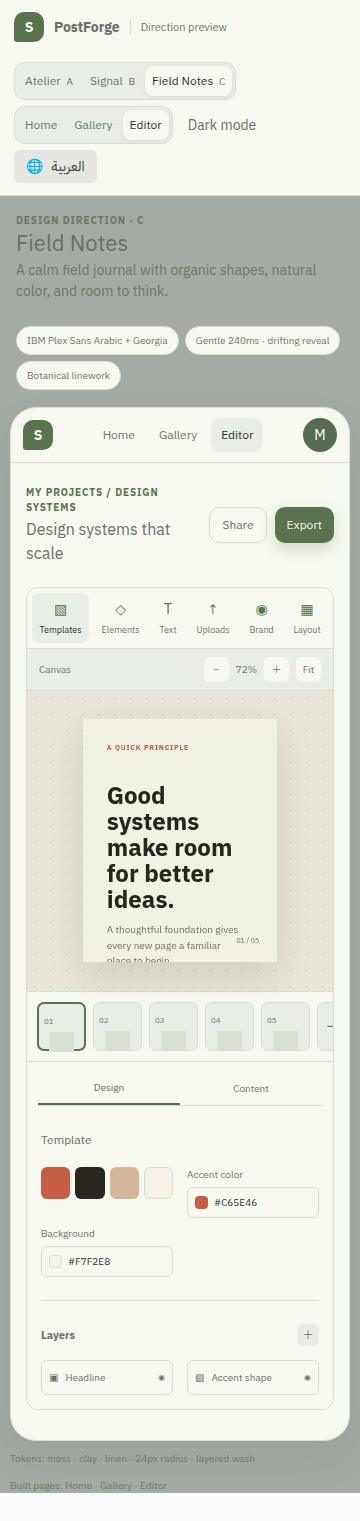 S PostForge Direction preview
Atelier A Signal B Field Notes C
Home Gallery Editor Dark mode
العربية
DESIGN DIRECTION · C
Field Notes
A calm field journal with organic shapes, natural
color, and room to think.
IBM Plex Sans Arabic + Georgia Gentle 240ms · drifting reveal
Botanical linework
S Home Gallery Editor M
MY PROJECTS / DESIGN
SYSTEMS
Design systems that
scale
Share Export
Templates Elements Text Uploads Brand Layout
Canvas − 72% + Fit
A QUICK PRINCIPLE
Good
systems
make room
for better
ideas.
A thoughtful foundation gives
every new page a familiar
place to begin
01 / 05
01 02 03 04 05
Design Content
Template
Accent color
#C65E46
Background
#F7F2E8
Layers +
Headline Accent shape
Tokens: moss · clay · linen · 24px radius · layered wash
Built pages: Home · Gallery · Editor